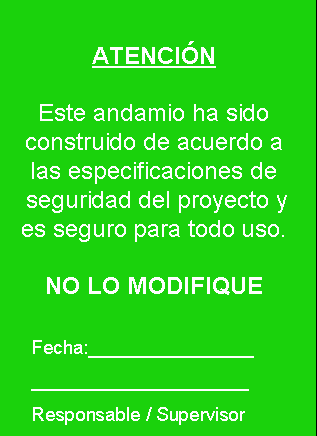 ATENCIÓN
Este andamio ha sido
construido de acuerdo a
las especificaciones de
seguridad del proyecto y
es seguro para todo uso.
NO LO MODIFIQUE
Fecha:_______________
____________________
Responsable / Supervisor